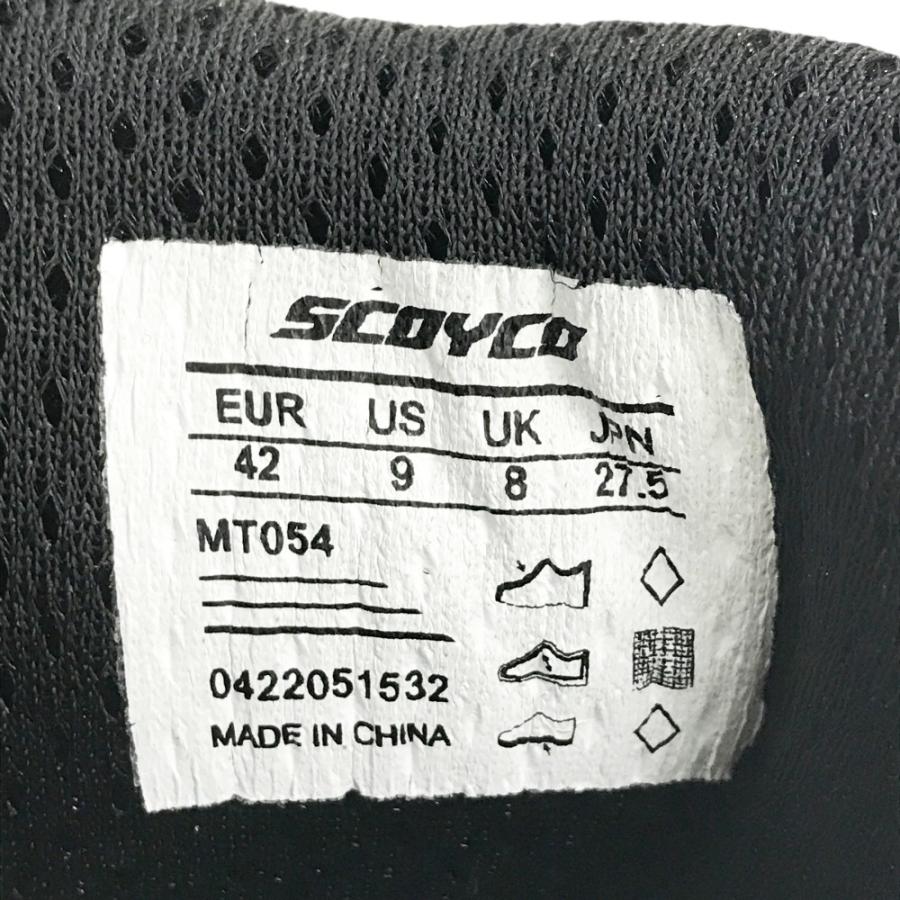 SCOYCO
EUR US UK JPN
42 9 8 27.5
MT054
0422051532
MADE IN CHINA